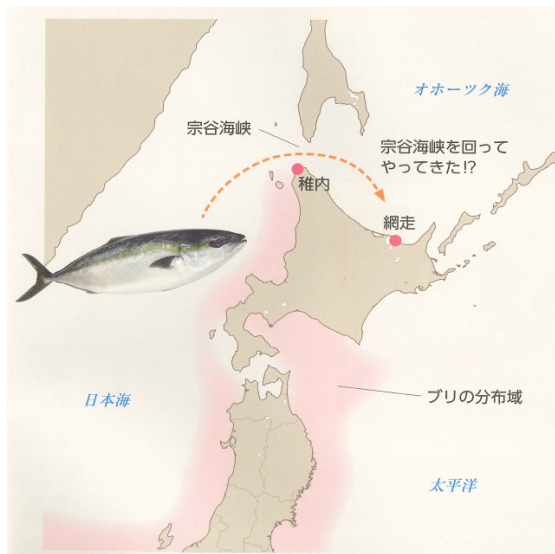 オホーツク海
宗谷海峡
宗谷海峡を回って
やってきた!?
稚内
網走
ブリの分布域
日本海
太平洋